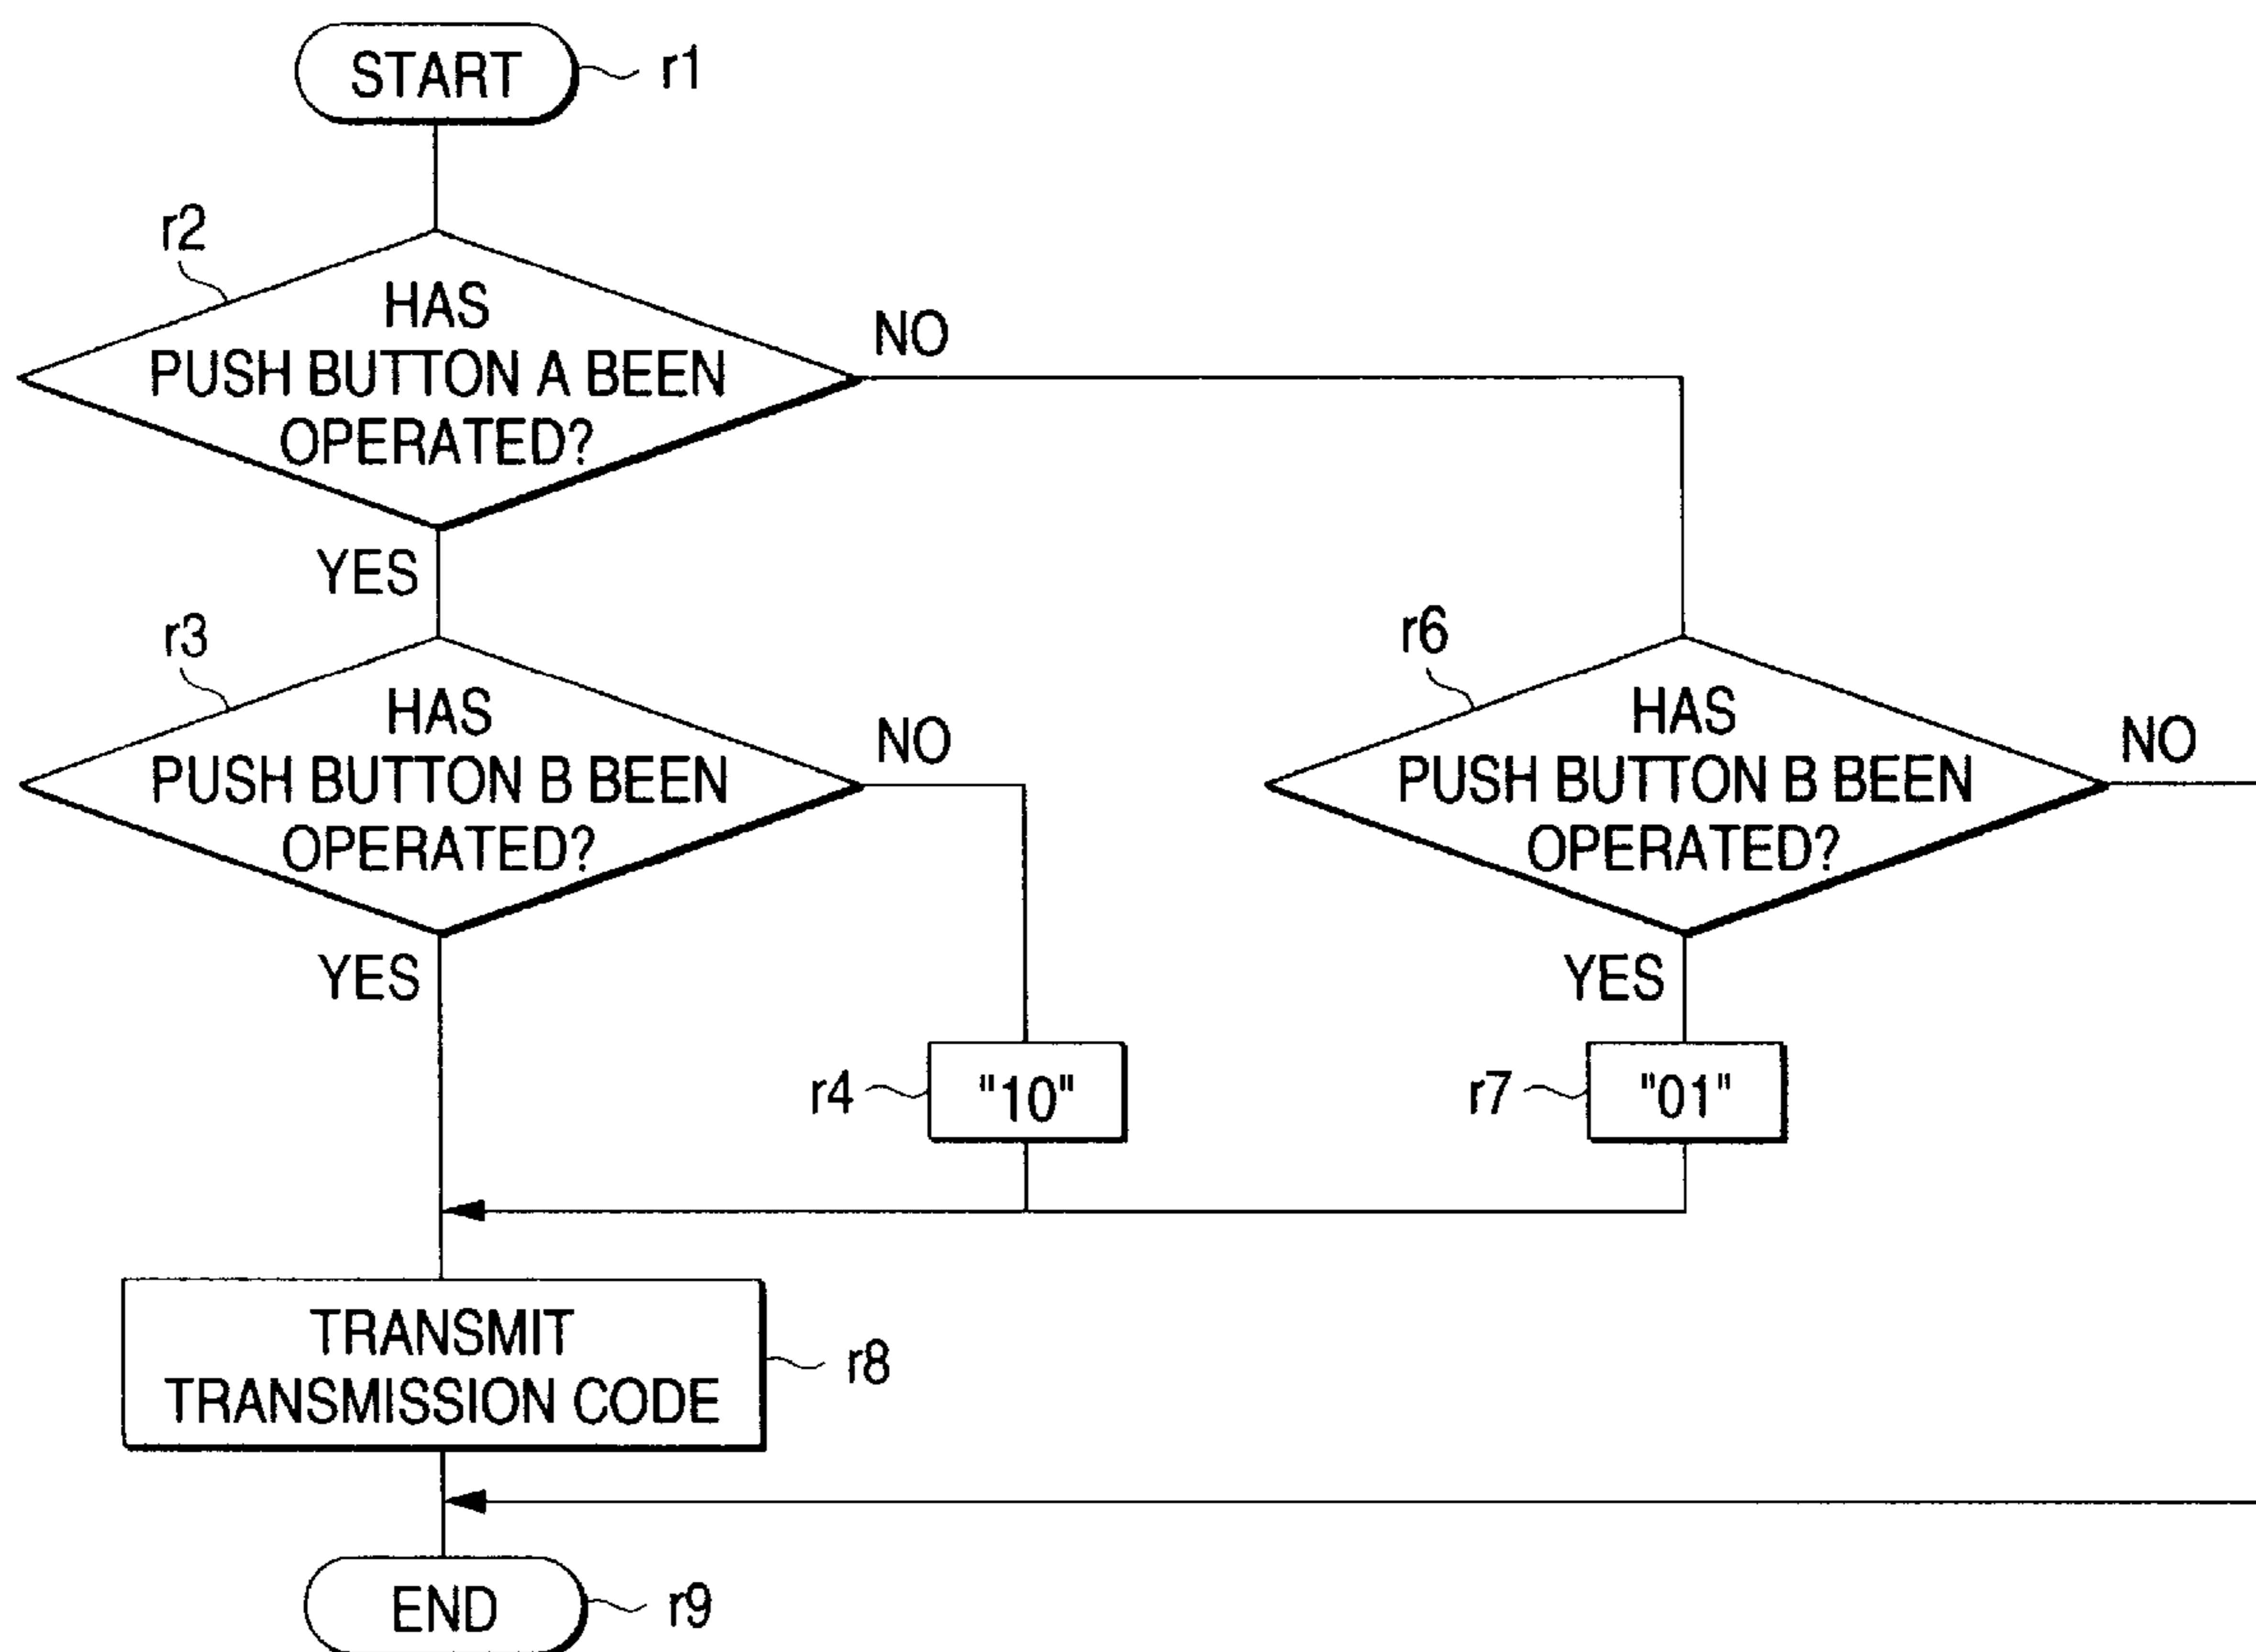 START
r1
r2
HAS
PUSH BUTTON A BEEN
OPERATED?
NO
YES
r3
HAS
PUSH BUTTON B BEEN
OPERATED?
NO
YES
r6
HAS
PUSH BUTTON B BEEN
OPERATED?
NO
YES
r4
"10"
r7
"01"
TRANSMIT
TRANSMISSION CODE
r8
END
r9